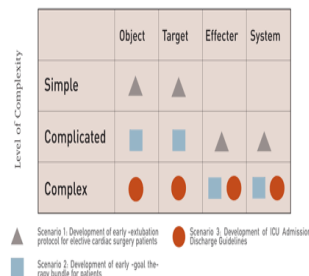 Object Target Effecter System
Level of Complexity
Simple
Complicated
Complex
Scenario 1: Development of early -extubation
protocol for elective cardiac surgery patients
Scenario 3: Development of ICU Admission
Discharge Guidelines
Scenario 2: Development of early -goal the-
rapy bundle for patients